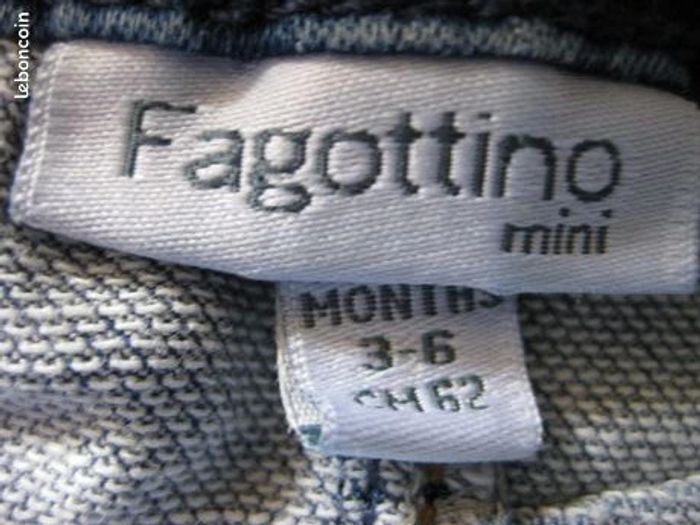 leboncoin
Fagottino
mini
MONTHS
3-6
CM 62